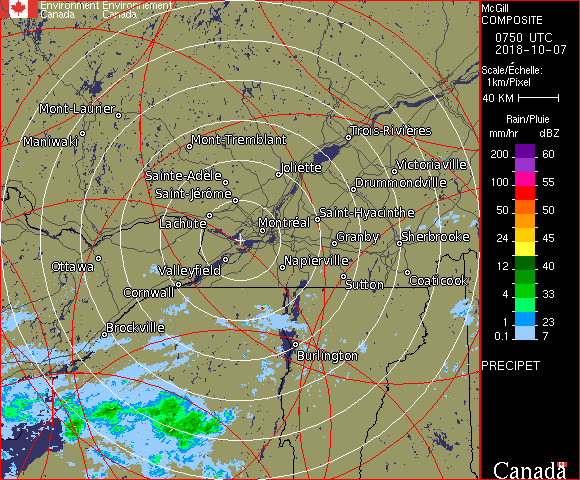 Environment Environnement
Canada Canada
McGill
COMPOSITE
0750 UTC
2018-10-07
Scale/Échelle:
1km/Pixel
40 KM
Rain/Pluie
mm/hr dBZ
200 60
100 55
50 50
24 45
12 40
4 33
1 23
0.1 7
PRECIPET
Canada
Mont-Laurier
Maniwaki
Mont-Tremblant
Trois-Rivières
Sainte-Adèle
Joliette
Victoriaville
Drummondville
Saint-Jérôme
Lachute
Montréal
Saint-Hyacinthe
Granby
Sherbrooke
Ottawa
Valleyfield
Napierville
Cornwall
Sutton
Coaticook
Brockville
Burlington